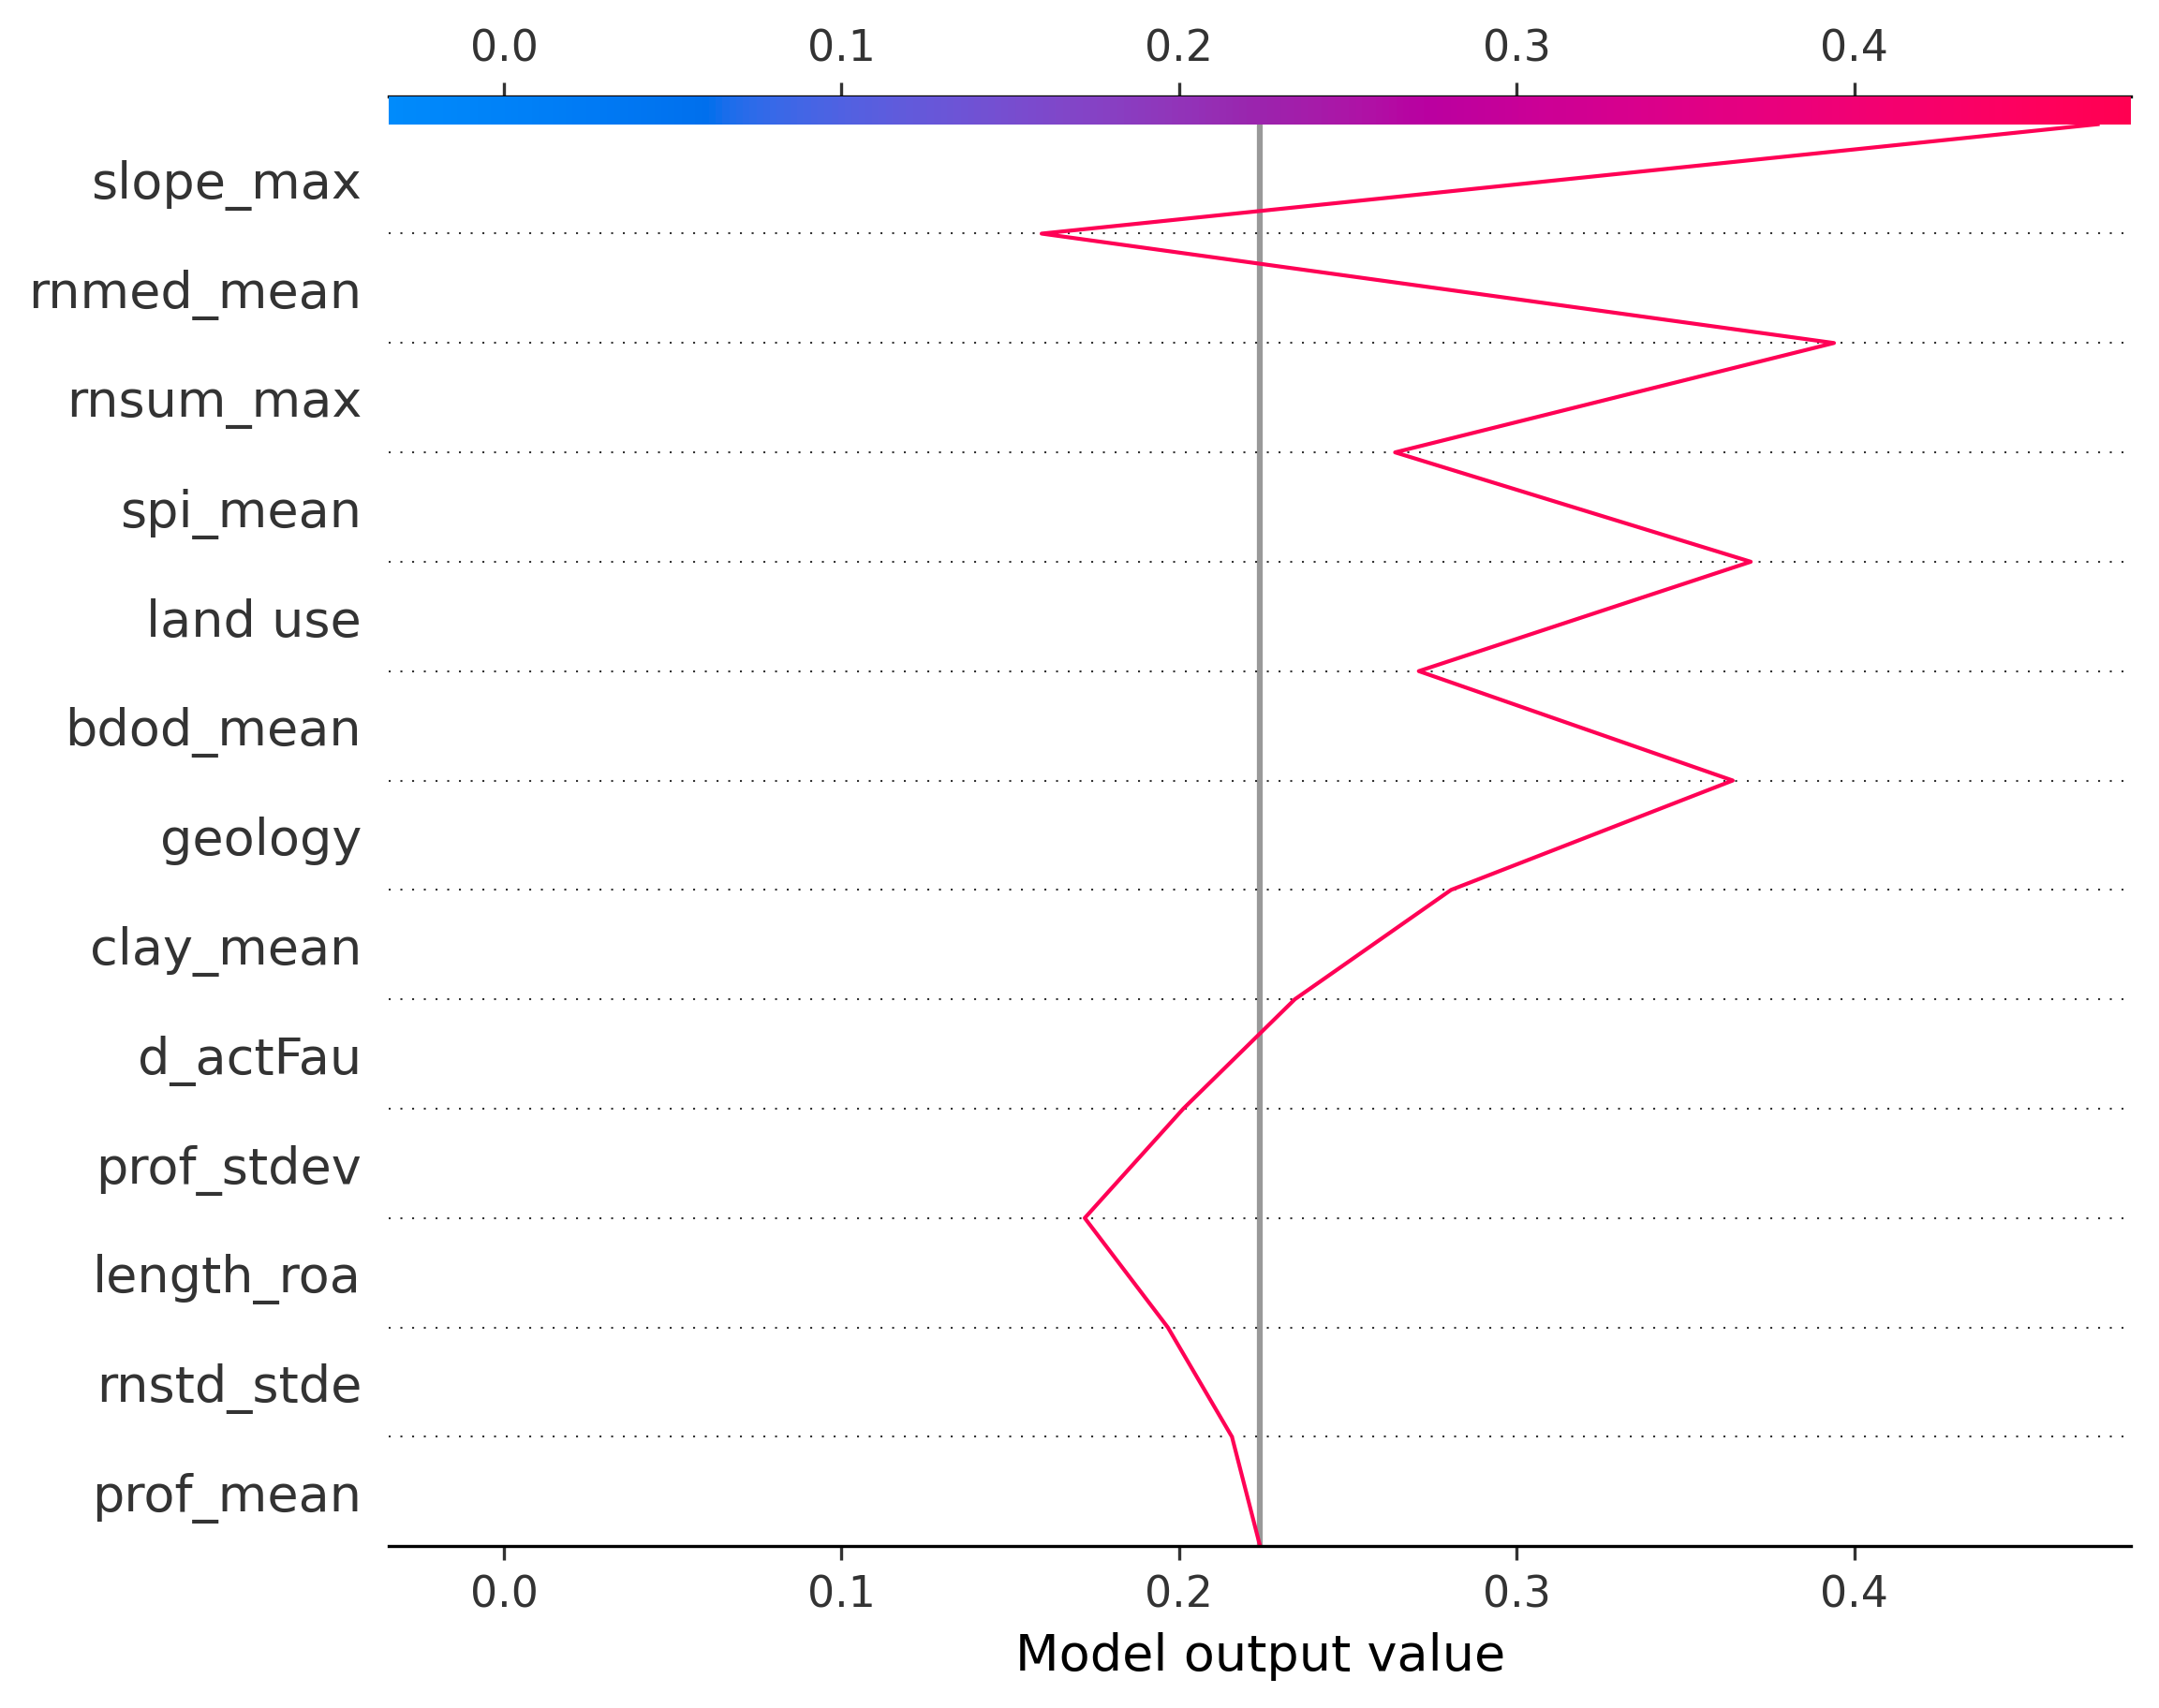 0.0 0.1 0.2 0.3 0.4
slope_max
rnmed_mean
rnsum_max
spi_mean
land use
bdod_mean
geology
clay_mean
d_actFau
prof_stdev
length_roa
rnstd_stde
prof_mean
0.0 0.1 0.2 0.3 0.4
Model output value